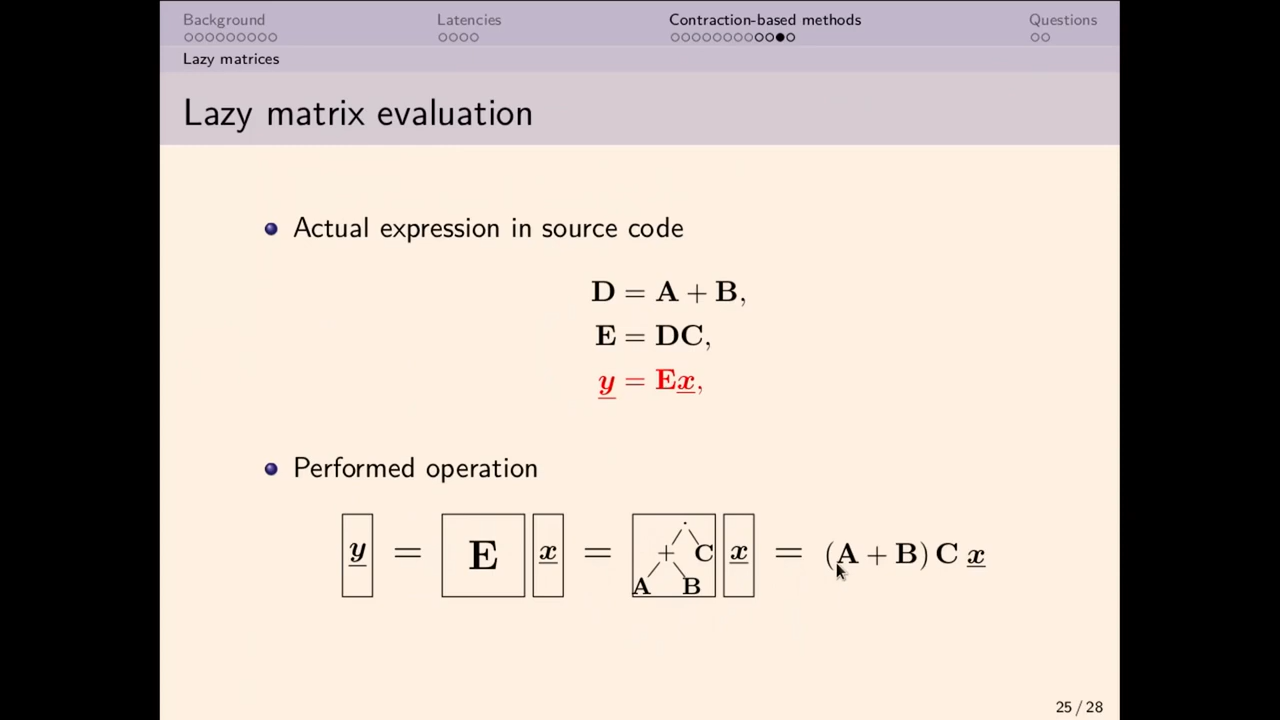 Background Latencies Contraction-based methods Questions
Lazy matrices
Lazy matrix evaluation
Actual expression in source code
D = A + B,
E = DC,
y = Ex,
Performed operation
y = E x = · + C A B x = (A + B) C x
25 / 28